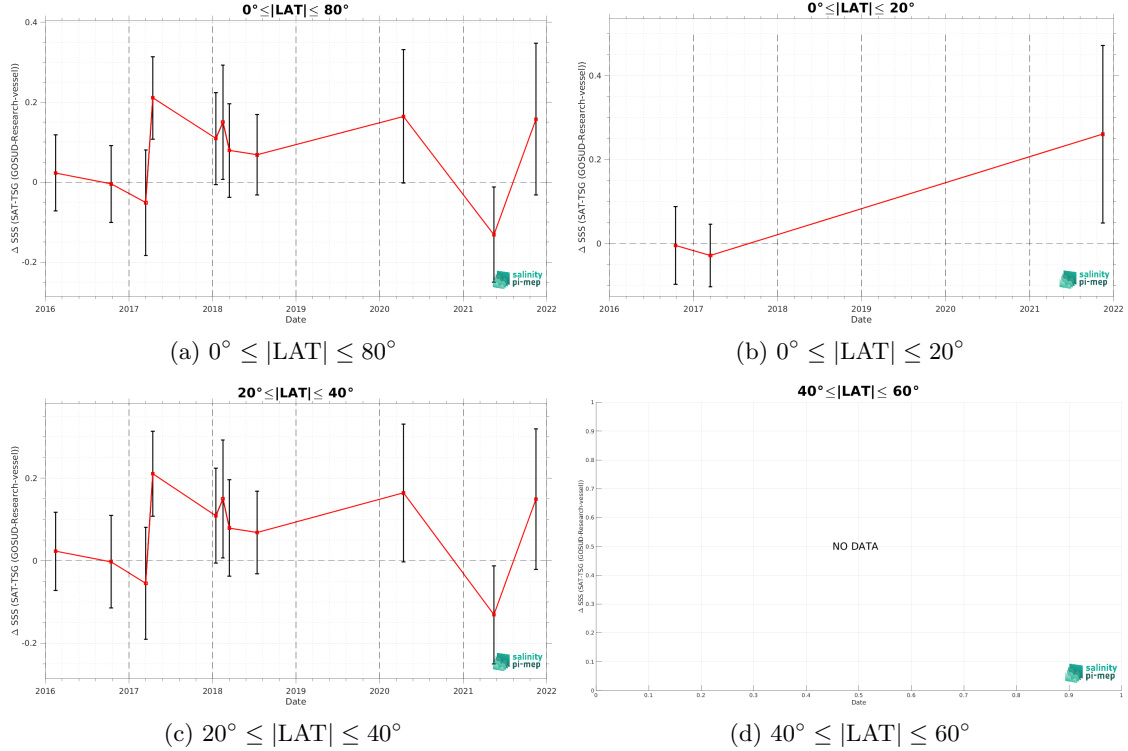 0°≤|LAT|≤ 80°
Δ SSS (SAT-TSG (GOSUD-Research-vessel))
0.4
0.2
0
-0.2
2016 2017 2018 2019 2020 2021 2022
Date
salinity
pi-mep
(a) 0° ≤ |LAT| ≤ 80°
0°≤|LAT|≤ 20°
Δ SSS (SAT-TSG (GOSUD-Research-vessel))
0.4
0.2
0
2016 2017 2018 2019 2020 2021 2022
Date
salinity
pi-mep
(b) 0° ≤ |LAT| ≤ 20°
20°≤|LAT|≤ 40°
Δ SSS (SAT-TSG (GOSUD-Research-vessel))
0.2
0
-0.2
2016 2017 2018 2019 2020 2021 2022
Date
salinity
pi-mep
(c) 20° ≤ |LAT| ≤ 40°
40°≤|LAT|≤ 60°
Δ SSS (SAT-TSG (GOSUD-Research-vessel))
1
0.9
0.8
0.7
0.6
0.5
0.4
0.3
0.2
0.1
0
NO DATA
0 0.1 0.2 0.3 0.4 0.5 0.6 0.7 0.8 0.9 1
Date
salinity
pi-mep
(d) 40° ≤ |LAT| ≤ 60°